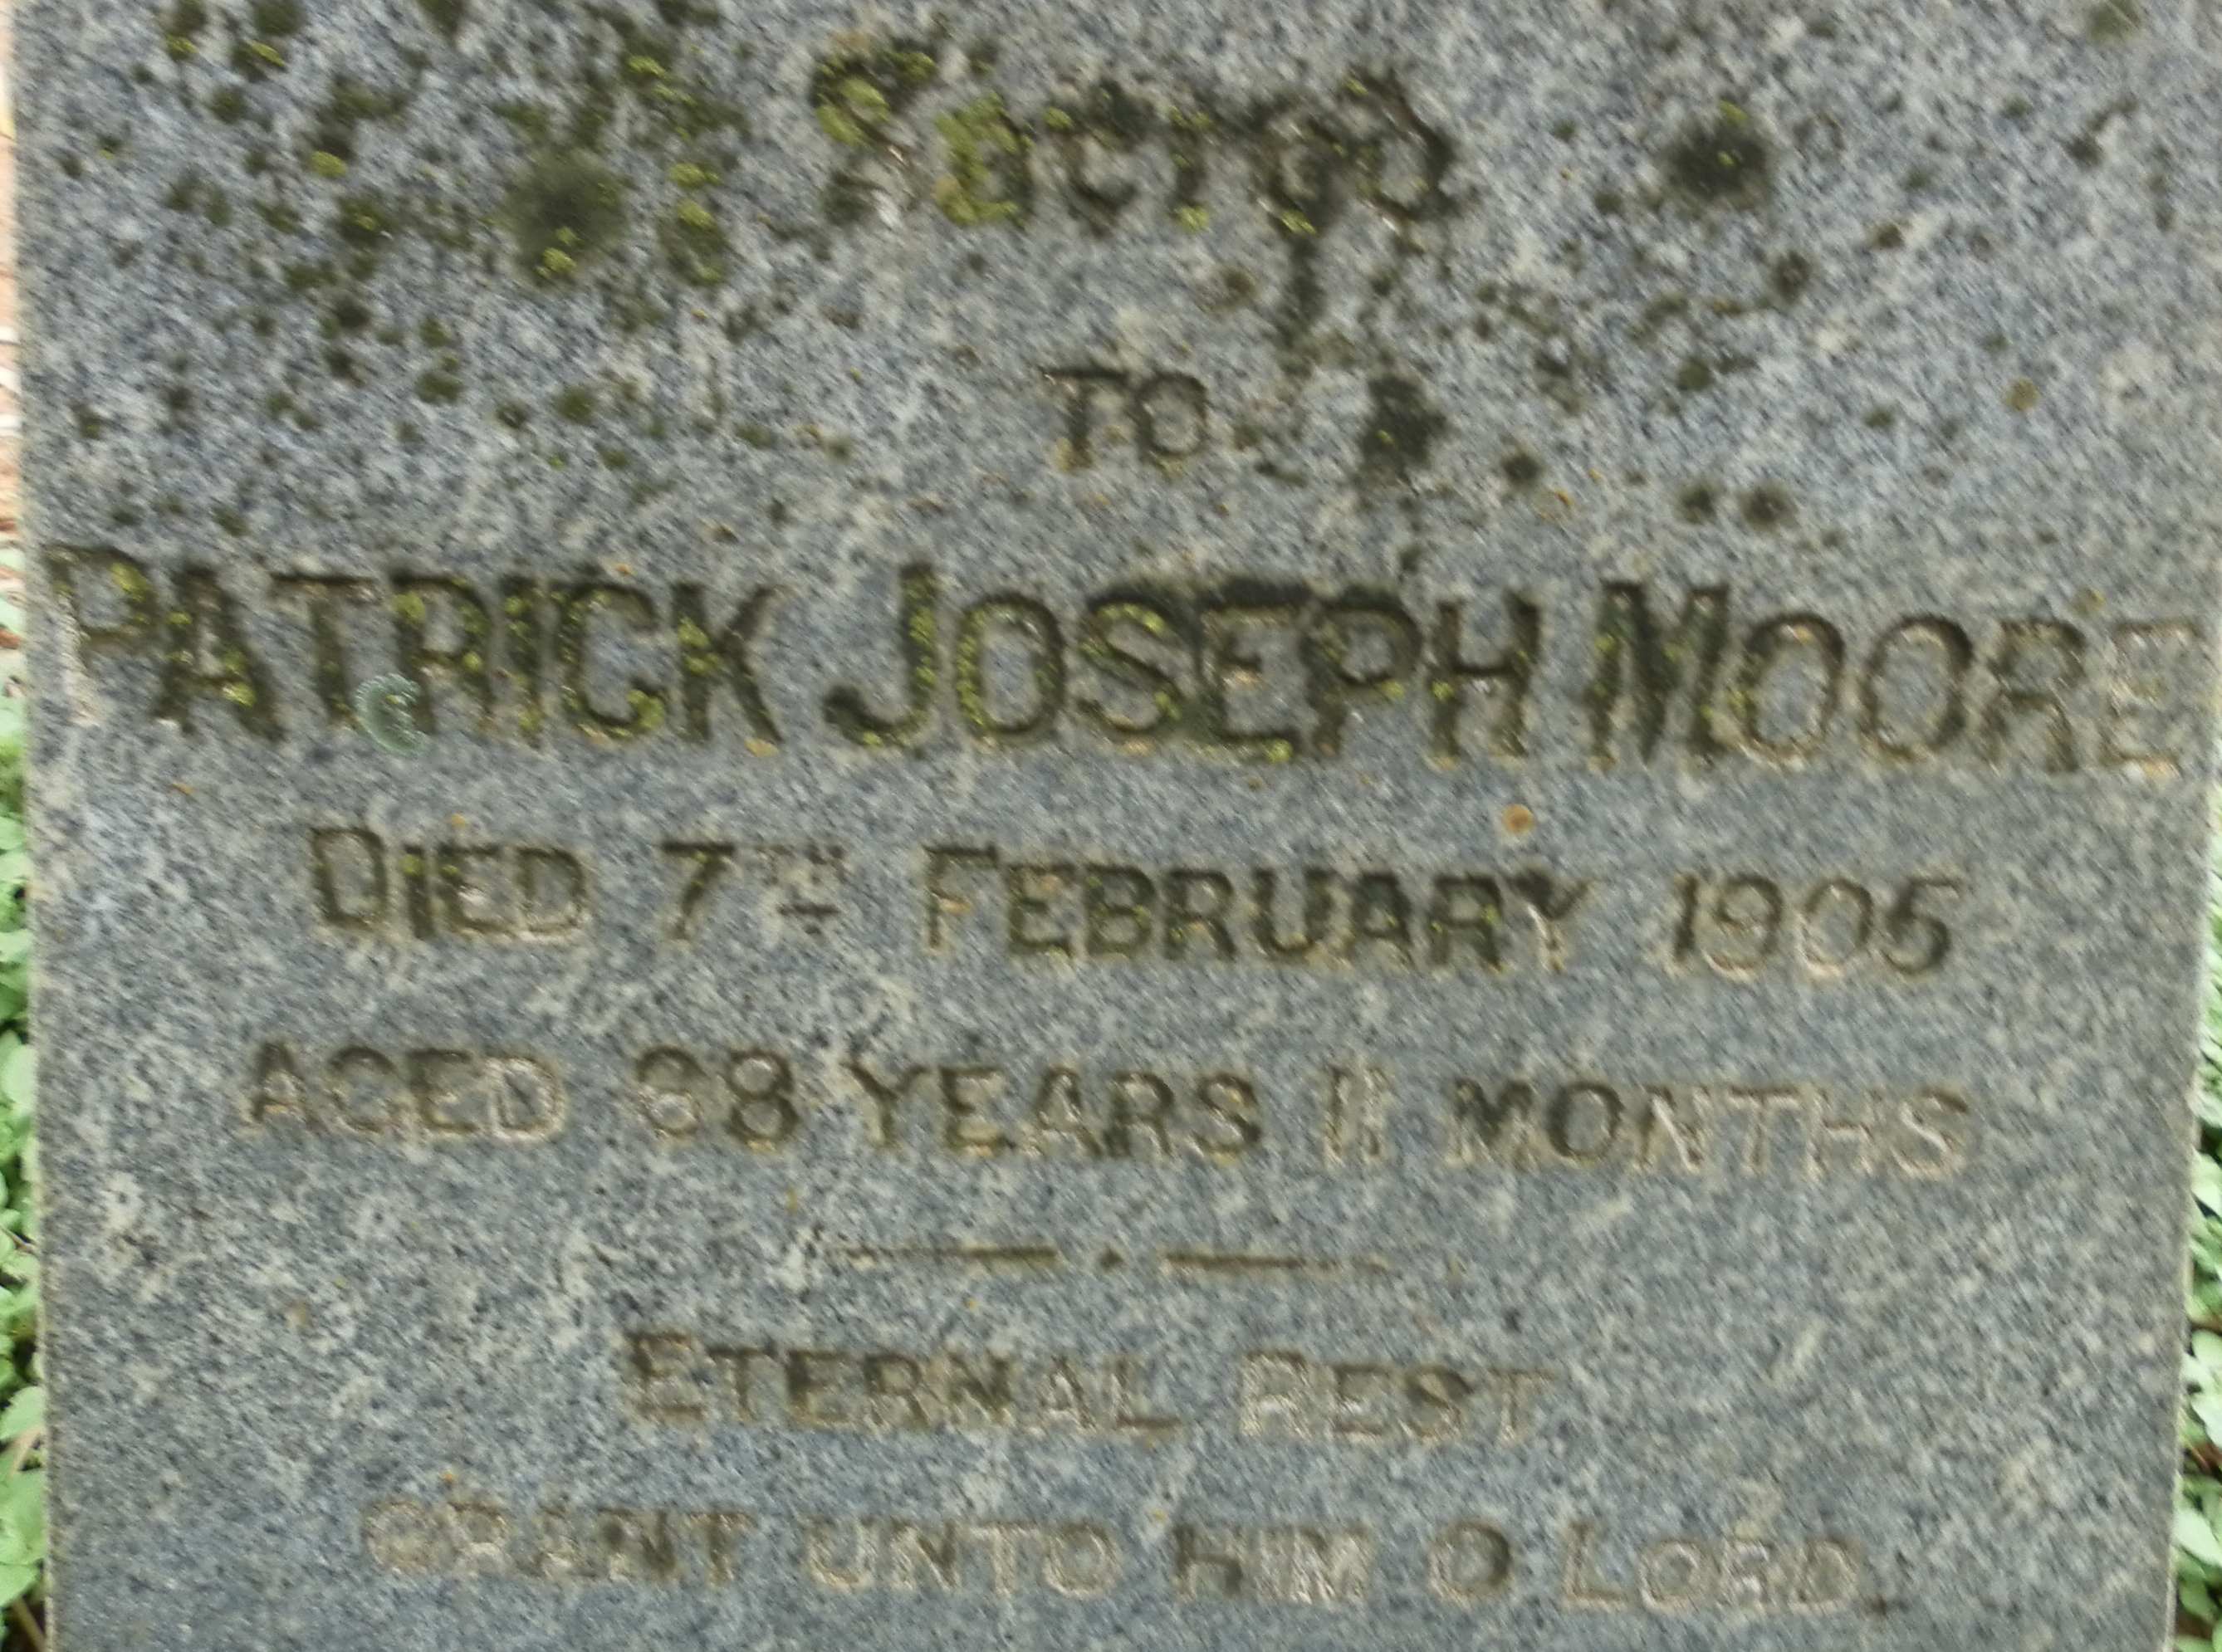 SACRED
TO
PATRICK JOSEPH MOORE
DIED 7TH FEBRUARY 1905
AGED 68 YEARS 11 MONTHS
ETERNAL REST
GRANT UNTO HIM O LORD.